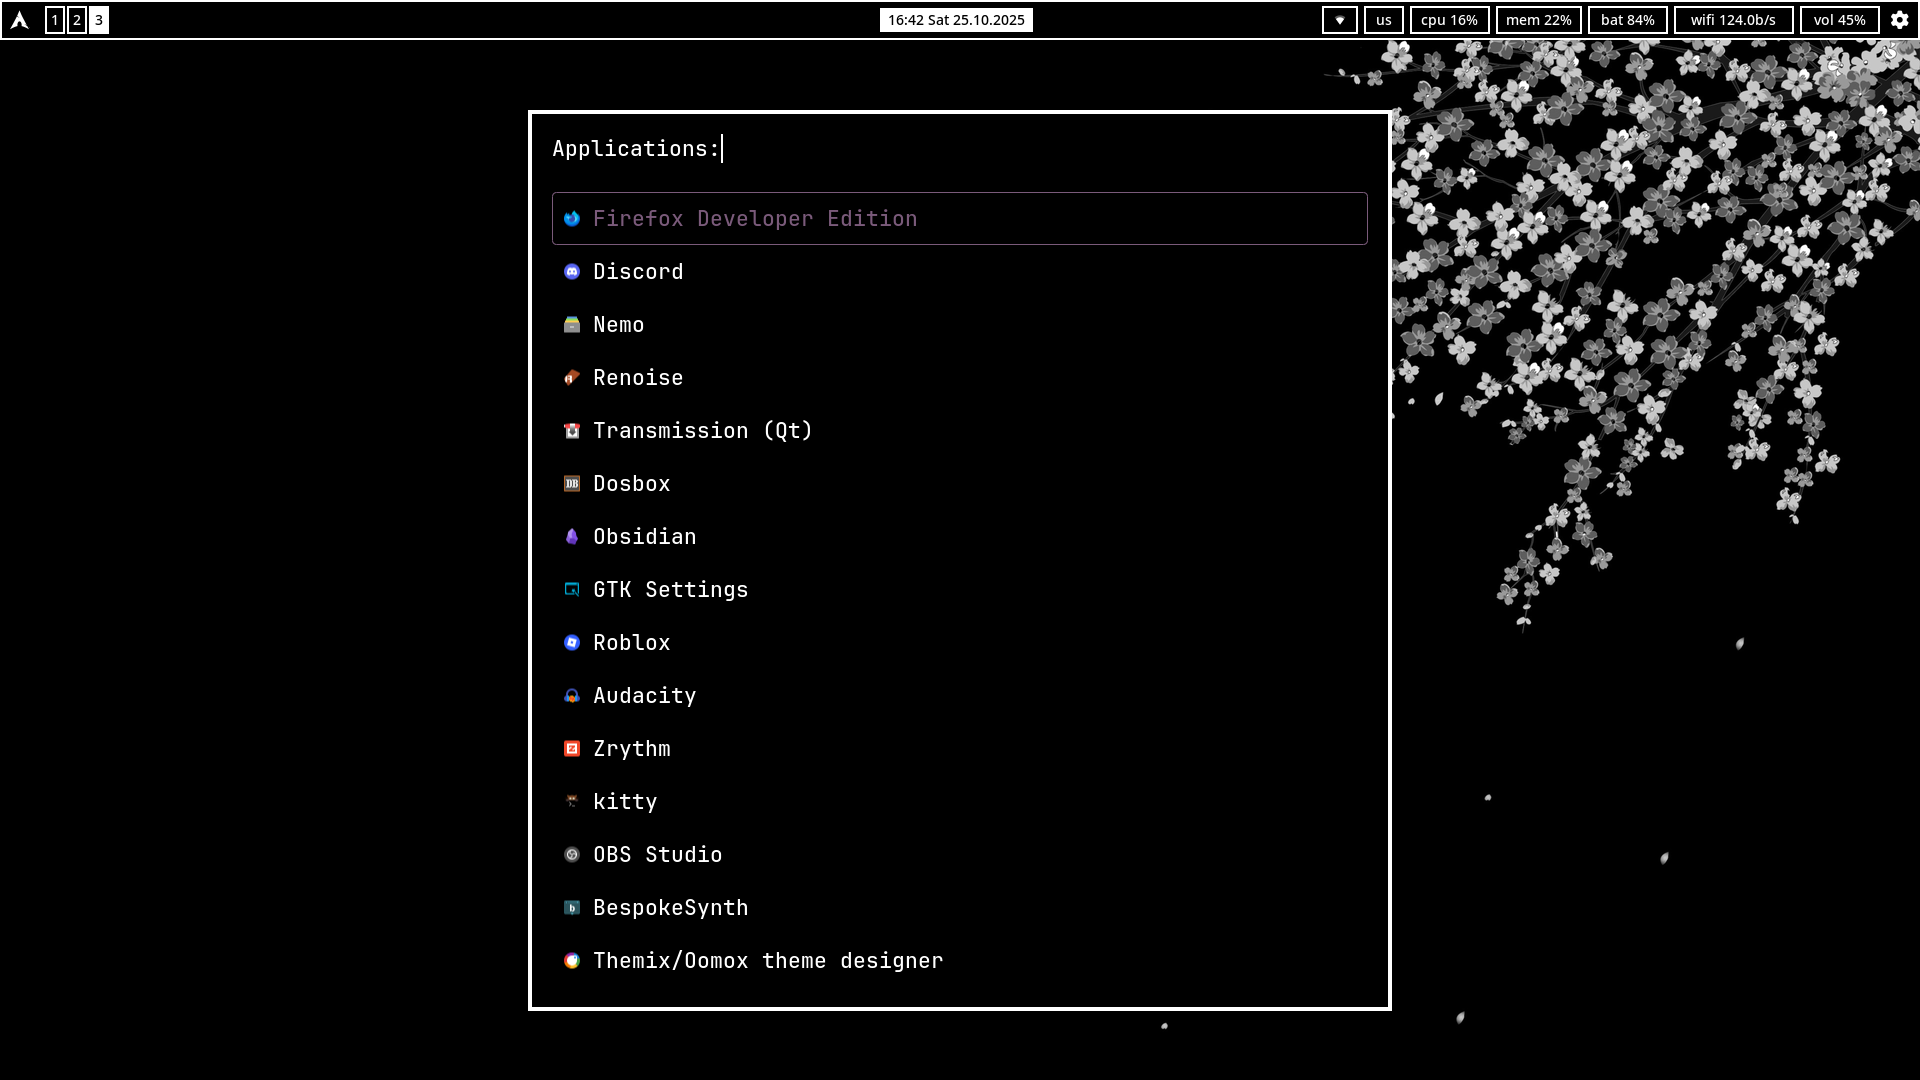 1 2 3 16:42 Sat 25.10.2025 us cpu 16% mem 22% bat 84% wifi 124.0b/s vol 45%
Applications:
Firefox Developer Edition
Discord
Nemo
Renoise
Transmission (Qt)
Dosbox
Obsidian
GTK Settings
Roblox
Audacity
Zrythm
kitty
OBS Studio
BespokeSynth
Themix/Oomox theme designer